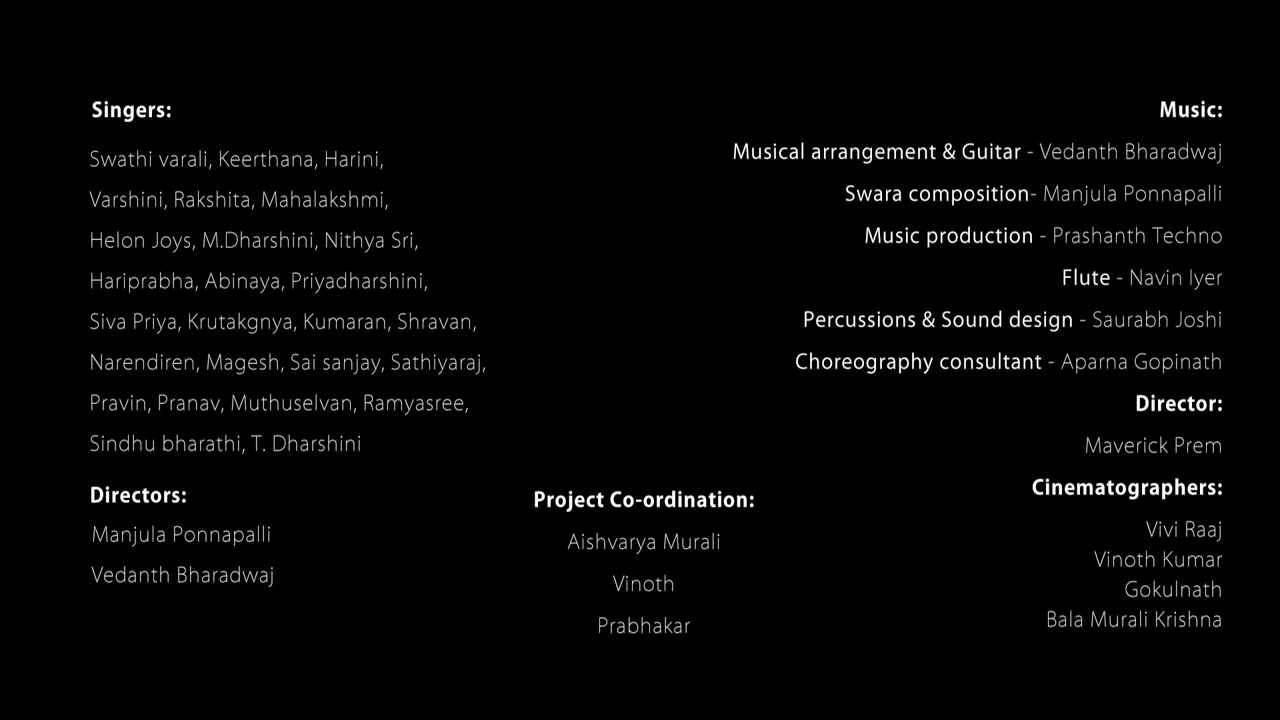 Singers:
Swathi varali, Keerthana, Harini,
Varshini, Rakshita, Mahalakshmi,
Helon Joys, M.Dharshini, Nithya Sri,
Hariprabha, Abinaya, Priyadharshini,
Siva Priya, Krutakgnya, Kumaran, Shravan,
Narendiren, Magesh, Sai sanjay, Sathiyaraj,
Pravin, Pranav, Muthuselvan, Ramyasree,
Sindhu bharathi, T. Dharshini
Directors:
Manjula Ponnapalli
Vedanth Bharadwaj
Project Co-ordination:
Aishvarya Murali
Vinoth
Prabhakar
Music:
Musical arrangement & Guitar - Vedanth Bharadwaj
Swara composition- Manjula Ponnapalli
Music production - Prashanth Techno
Flute - Navin Iyer
Percussions & Sound design - Saurabh Joshi
Choreography consultant - Aparna Gopinath
Director:
Maverick Prem
Cinematographers:
Vivi Raaj
Vinoth Kumar
Gokulnath
Bala Murali Krishna